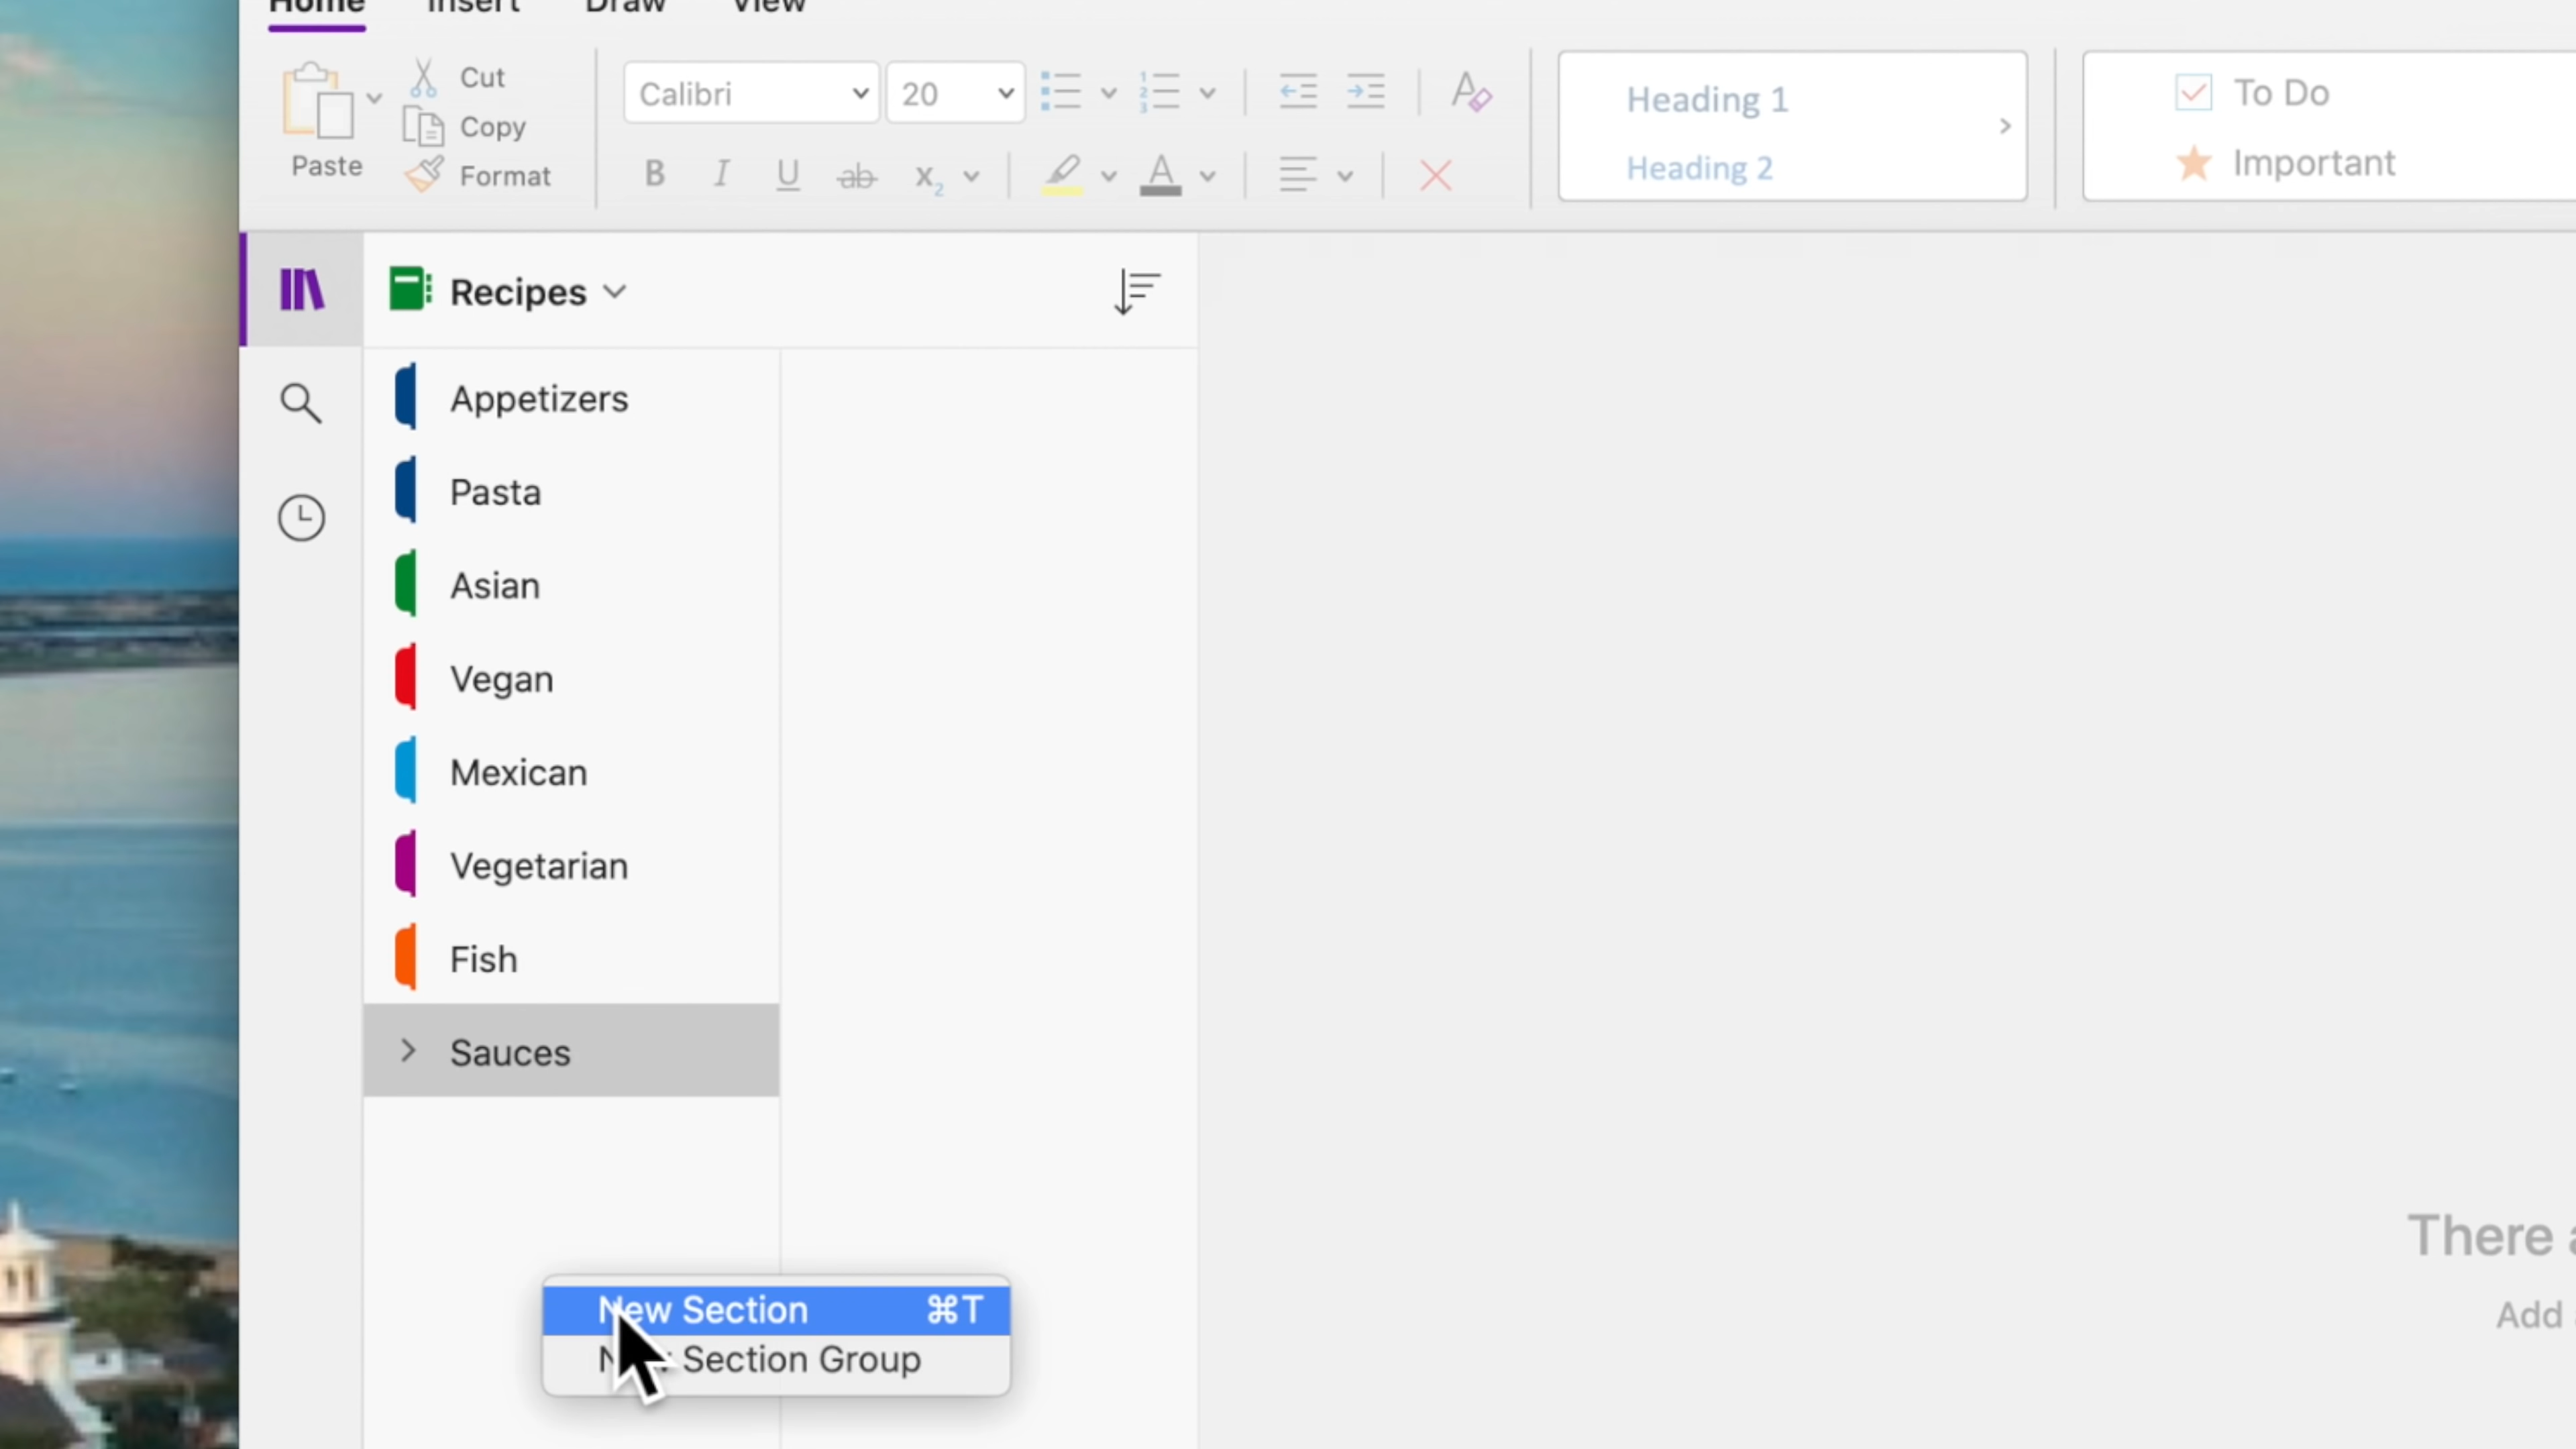 Home Insert Draw View
Cut
Copy
Paste
Format
Calibri
20
B I U ab x2 A
Heading 1
Heading 2
To Do
Important
Recipes
Appetizers
Pasta
Asian
Vegan
Mexican
Vegetarian
Fish
Sauces
New Section ⌘T
Section Group
There
Add